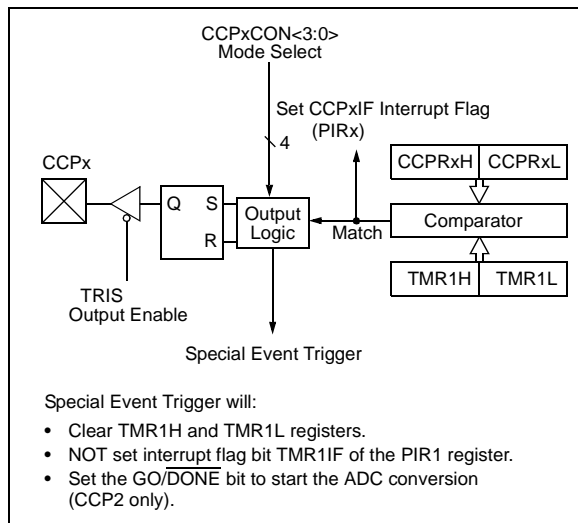 CCPxCON<3:0>
Mode Select
Set CCPxIF Interrupt Flag
(PIRx)
4
CCPx
CCPRxH CCPRxL
Q S
R
Output
Logic
Match
Comparator
TRIS
Output Enable
TMR1H TMR1L
Special Event Trigger
Special Event Trigger will:
• Clear TMR1H and TMR1L registers.
• NOT set interrupt flag bit TMR1IF of the PIR1 register.
• Set the GO/D̅O̅N̅E̅ bit to start the ADC conversion
(CCP2 only).